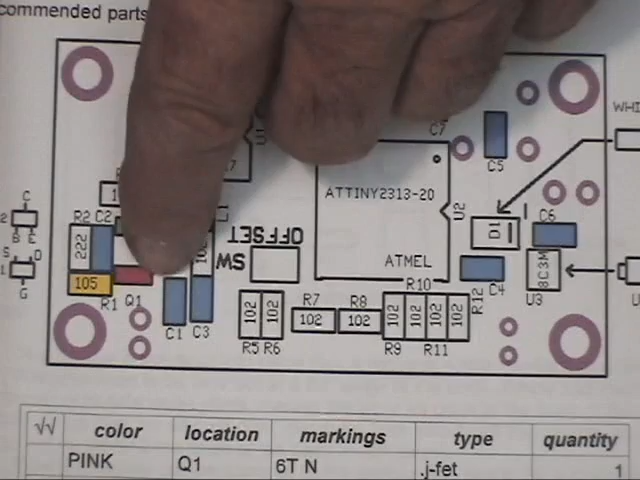 commended parts
C7
C5
WHI
ATTINY2313-20
U2
C
R2 C2
B E
222
OFFSET
D1
C6
S D
SW
ATMEL
8C3M
105
G
R1 Q1
R10
C4
U3
C1 C3
102 102
R7
102
R8
102
102 102 102 102
R12
R5 R6
R9 R11
√√ color location markings type quantity
PINK Q1 6T N .j-fet 1